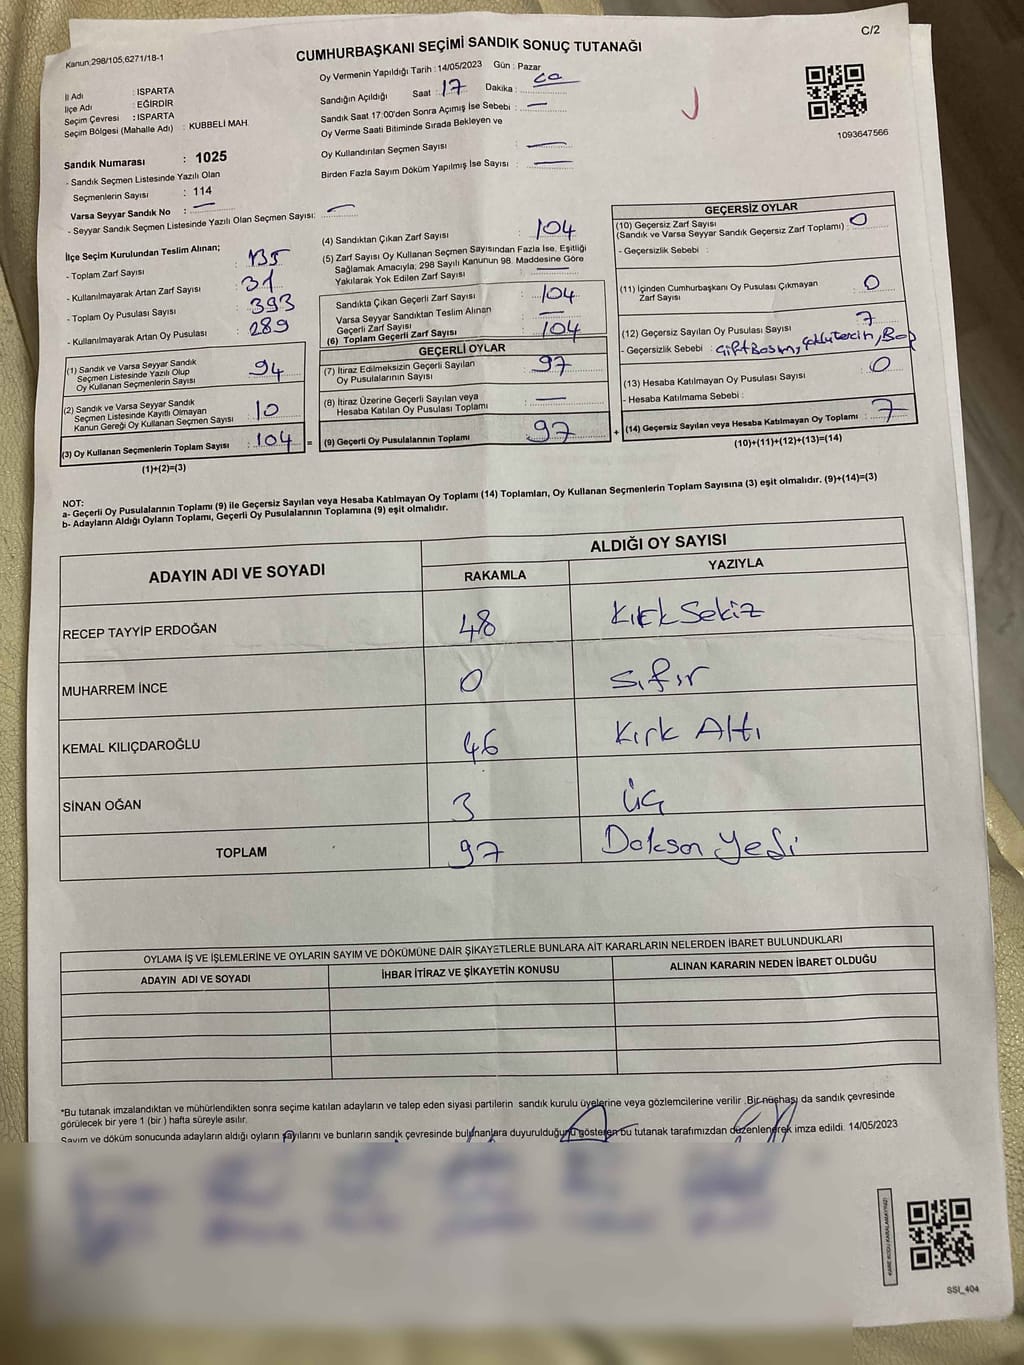 C/2
Kanun,298/105,6271/18-1
CUMHURBAŞKANI SEÇİMİ SANDIK SONUÇ TUTANAĞI
1093647566
İl Adı : ISPARTA
İlçe Adı : EĞİRDİR
Seçim Çevresi : ISPARTA
Seçim Bölgesi (Mahalle Adı) : KUBBELİ MAH.
Sandık Numarası : 1025
- Sandık Seçmen Listesinde Yazılı Olan
Seçmenlerin Sayısı : 114
Varsa Seyyar Sandık No : —
- Seyyar Sandık Seçmen Listesinde Yazılı Olan Seçmen Sayısı: —
Oy Vermenin Yapıldığı Tarih : 14/05/2023 Gün : Pazar
Sandığın Açıldığı Saat : 17 Dakika :
Sandık Saat 17:00'den Sonra Açımış İse Sebebi : —
Oy Verme Saati Bitiminde Sırada Bekleyen ve
Oy Kullandırılan Seçmen Sayısı : —
Birden Fazla Sayım Döküm Yapılmış İse Sayısı : —
İlçe Seçim Kurulundan Teslim Alınan;
- Toplam Zarf Sayısı : 135
- Kullanılmayarak Artan Zarf Sayısı : 31
- Toplam Oy Pusulası Sayısı : 393
- Kullanılmayarak Artan Oy Pusulası : 289
(1) Sandık ve Varsa Seyyar Sandık
Seçmen Listesinde Yazılı Olup
Oy Kullanan Seçmenlerin Sayısı : 94
(2) Sandık ve Varsa Seyyar Sandık
Seçmen Listesinde Kayıtlı Olmayan
Kanun Gereği Oy Kullanan Seçmen Sayısı : 10
(3) Oy Kullanan Seçmenlerin Toplam Sayısı : 104 =
(1)+(2)=(3)
(4) Sandıktan Çıkan Zarf Sayısı : 104
(5) Zarf Sayısı Oy Kullanan Seçmen Sayısından Fazla İse, Eşitliği
Sağlamak Amacıyla, 298 Sayılı Kanunun 98. Maddesine Göre
Yakılarak Yok Edilen Zarf Sayısı : —
Sandıkta Çıkan Geçerli Zarf Sayısı : 104
Varsa Seyyar Sandıktan Teslim Alınan
Geçerli Zarf Sayısı : —
(6) Toplam Geçerli Zarf Sayısı : 104
GEÇERLİ OYLAR
(7) İtiraz Edilmeksizin Geçerli Sayılan
Oy Pusulalarının Sayısı : 97
(8) İtiraz Üzerine Geçerli Sayılan veya
Hesaba Katılan Oy Pusulası Toplamı : —
(9) Geçerli Oy Pusulalarının Toplamı : 97 +
GEÇERSİZ OYLAR
(10) Geçersiz Zarf Sayısı
(Sandık ve Varsa Seyyar Sandık Geçersiz Zarf Toplamı) : 0
- Geçersizlik Sebebi :
(11) İçinden Cumhurbaşkanı Oy Pusulası Çıkmayan
Zarf Sayısı : 0
(12) Geçersiz Sayılan Oy Pusulası Sayısı : 7
- Geçersizlik Sebebi :
(13) Hesaba Katılmayan Oy Pusulası Sayısı : 0
- Hesaba Katılmama Sebebi :
(14) Geçersiz Sayılan veya Hesaba Katılmayan Oy Toplamı : 7
(10)+(11)+(12)+(13)=(14)
NOT:
a- Geçerli Oy Pusulalarının Toplamı (9) ile Geçersiz Sayılan veya Hesaba Katılmayan Oy Toplamı (14) Toplamları, Oy Kullanan Seçmenlerin Toplam Sayısına (3) eşit olmalıdır. (9)+(14)=(3)
b- Adayların Aldığı Oyların Toplamı, Geçerli Oy Pusulalarının Toplamına (9) eşit olmalıdır.
ADAYIN ADI VE SOYADI
ALDIĞI OY SAYISI
RAKAMLA YAZIYLA
RECEP TAYYİP ERDOĞAN 48 Kırk Sekiz
MUHARREM İNCE 0 Sıfır
KEMAL KILIÇDAROĞLU 46 Kırk Altı
SİNAN OĞAN 3 üç
TOPLAM 97 Doksan Yedi
OYLAMA İŞ VE İŞLEMLERİNE VE OYLARIN SAYIM VE DÖKÜMÜNE DAİR ŞİKAYETLERLE BUNLARA AİT KARARLARIN NELERDEN İBARET BULUNDUKLARI
ADAYIN ADI VE SOYADI İHBAR İTİRAZ VE ŞİKAYETİN KONUSU ALINAN KARARIN NEDEN İBARET OLDUĞU
*Bu tutanak imzalandıktan ve mühürlendikten sonra seçime katılan adayların ve talep eden siyasi partilerin sandık kurulu üyelerine veya gözlemcilerine verilir .Bir nüshası da sandık çevresinde
görülecek bir yere 1 (bir ) hafta süreyle asılır.
Sayım ve döküm sonucunda adayların aldığı oyların sayılarını ve bunların sandık çevresinde bulunanlara duyurulduğunu gösteren bu tutanak tarafımızdan düzenlenerek imza edildi. 14/05/2023
KARE KODU KARALAMAYINIZ!
SSI_404